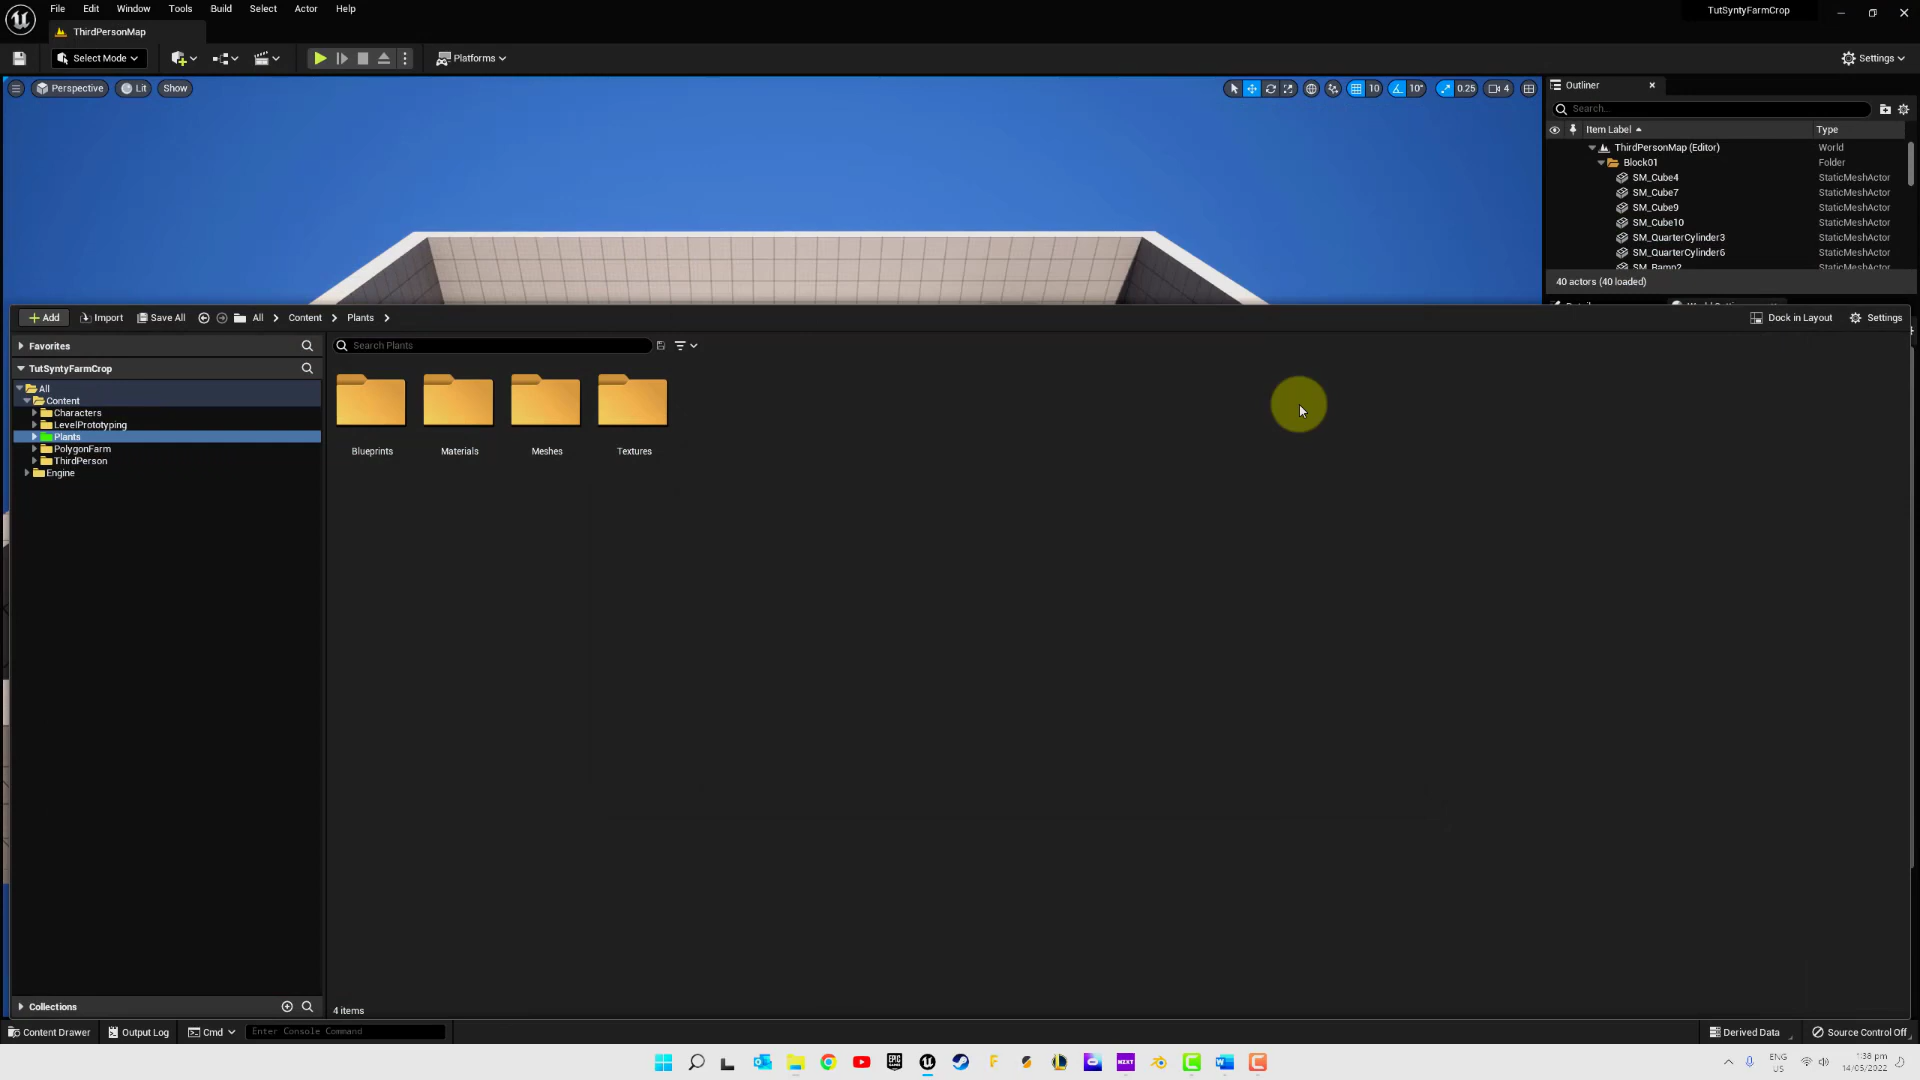 File Edit Window Tools Build Select Actor Help
TutSyntyFarmCrop
ThirdPersonMap
Select Mode
Platforms
Settings
Perspective Lit Show
10 10° 0.25 4
Outliner
Search...
Item Label Type
ThirdPersonMap (Editor) World
Block01 Folder
SM_Cube4 StaticMeshActor
SM_Cube7 StaticMeshActor
SM_Cube9 StaticMeshActor
SM_Cube10 StaticMeshActor
SM_QuarterCylinder3 StaticMeshActor
SM_QuarterCylinder6 StaticMeshActor
SM_Ramp2 StaticMeshActor
40 actors (40 loaded)
Add Import Save All All Content Plants
Dock in Layout Settings
Favorites
Search Plants
TutSyntyFarmCrop
All
Content
Characters
LevelPrototyping
Plants
PolygonFarm
ThirdPerson
Engine
Blueprints Materials Meshes Textures
Collections
4 items
Content Drawer Output Log Cmd Enter Console Command
Derived Data Source Control Off
EPIC GAMES
NEXT
ENG
US
1:38 pm
14/05/2022